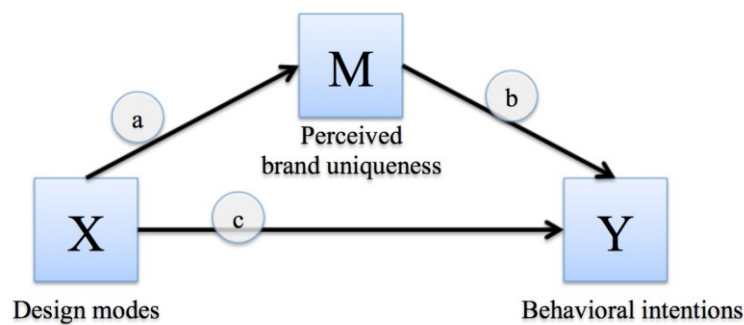 M
a
b
Perceived
brand uniqueness
X
c
Y
Design modes
Behavioral intentions